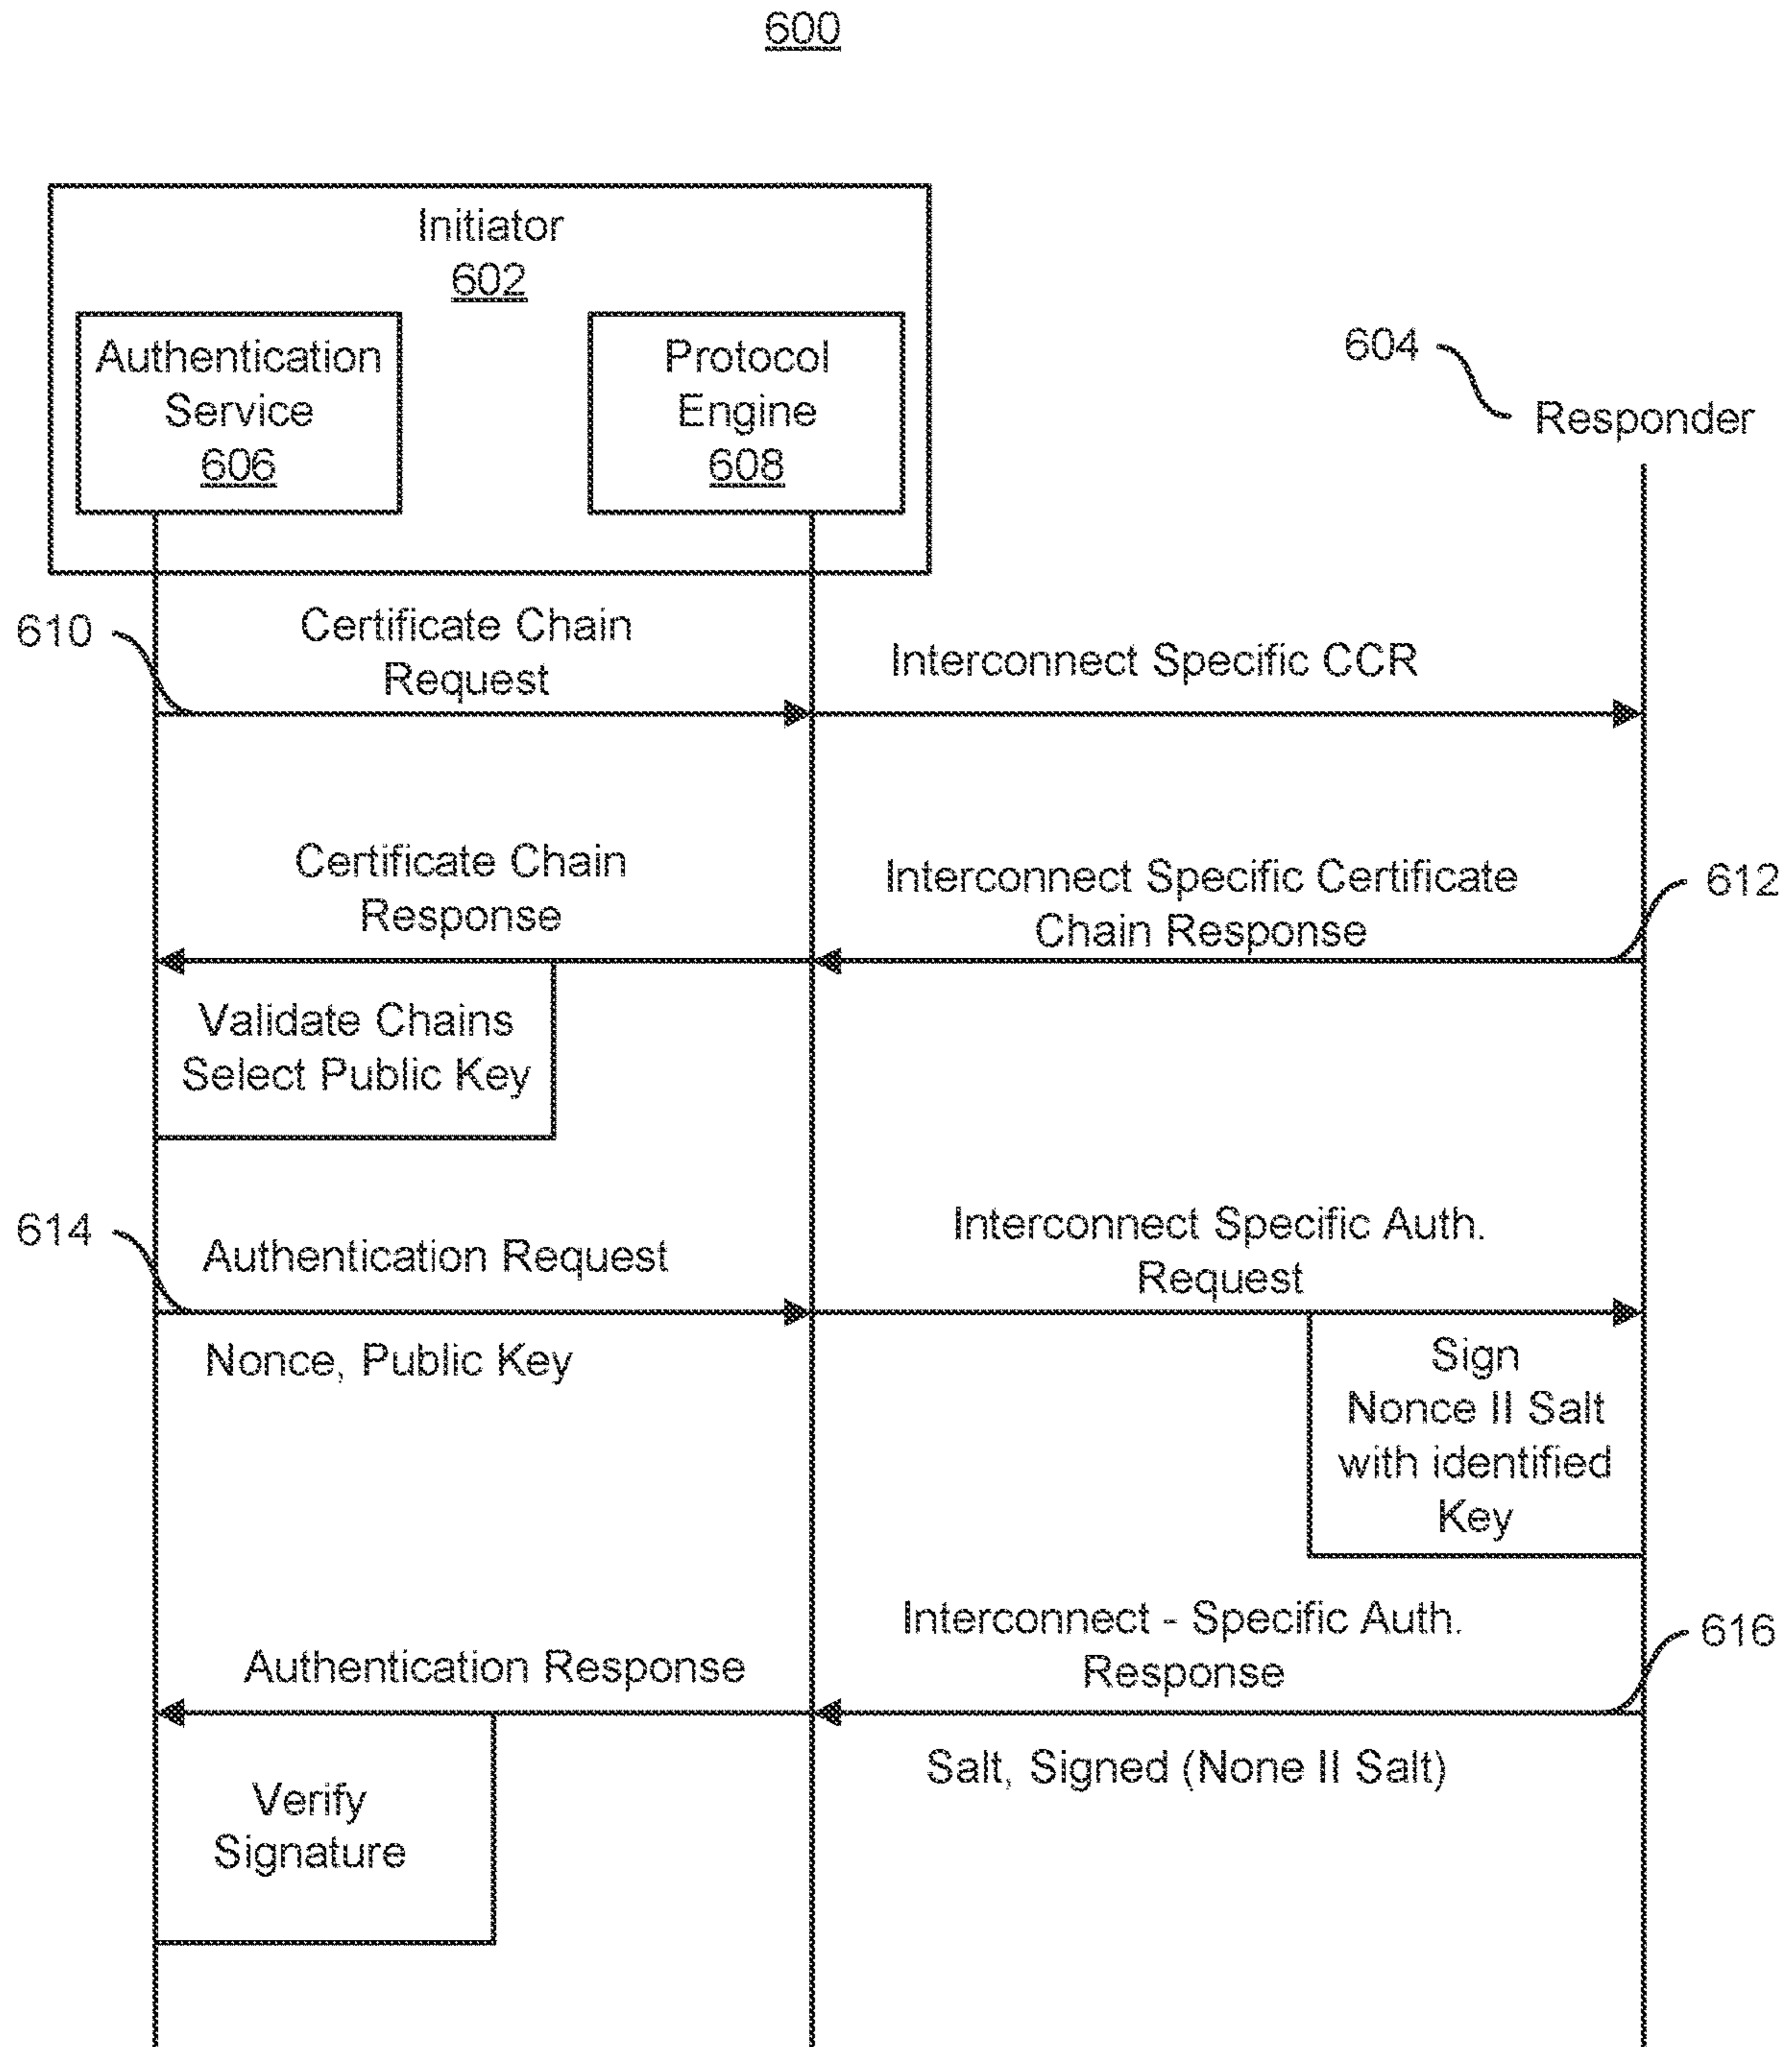 600
Initiator
602
Authentication
Service
606
Protocol
Engine
608
604
Responder
610
Certificate Chain
Request
Interconnect Specific CCR
Certificate Chain
Response
Interconnect Specific Certificate
Chain Response
612
Validate Chains
Select Public Key
614
Authentication Request
Interconnect Specific Auth.
Request
Nonce, Public Key
Sign
Nonce II Salt
with identified
Key
Interconnect - Specific Auth.
Response
616
Authentication Response
Salt, Signed (None II Salt)
Verify
Signature